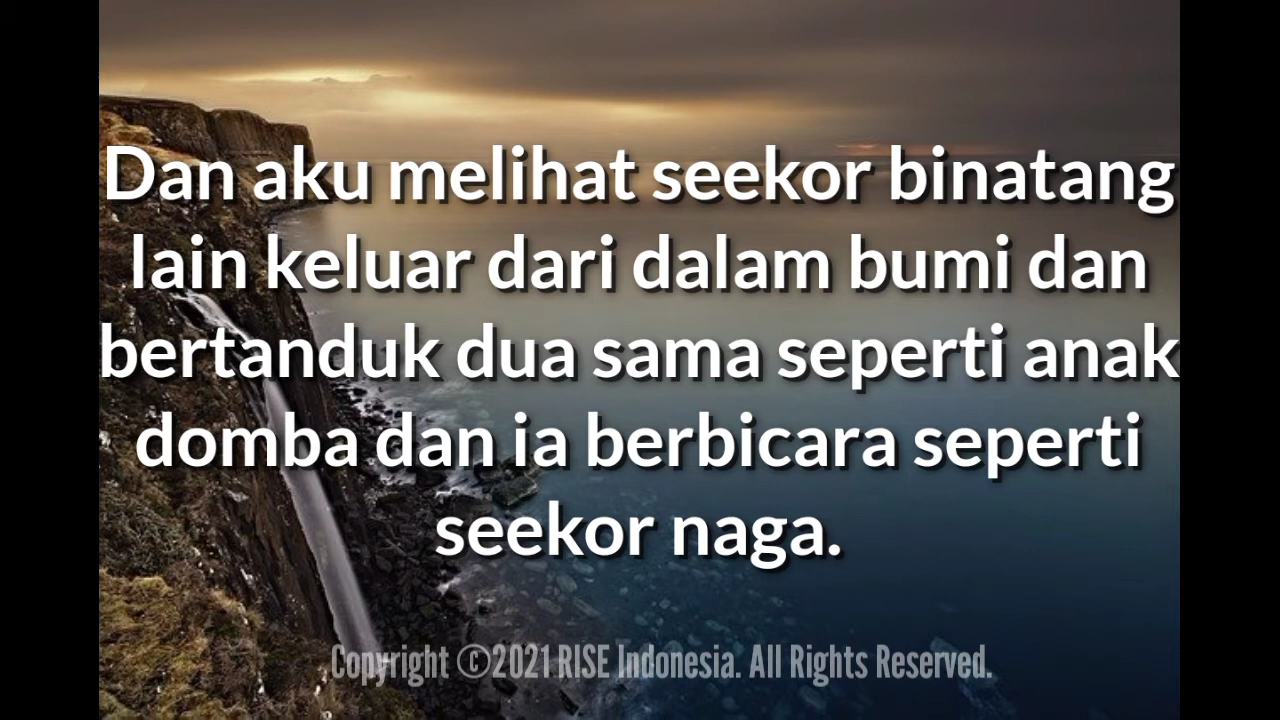 Dan aku melihat seekor binatang
lain keluar dari dalam bumi dan
bertanduk dua sama seperti anak
domba dan ia berbicara seperti
seekor naga.
Copyright ©2021 RISE Indonesia. All Rights Reserved.